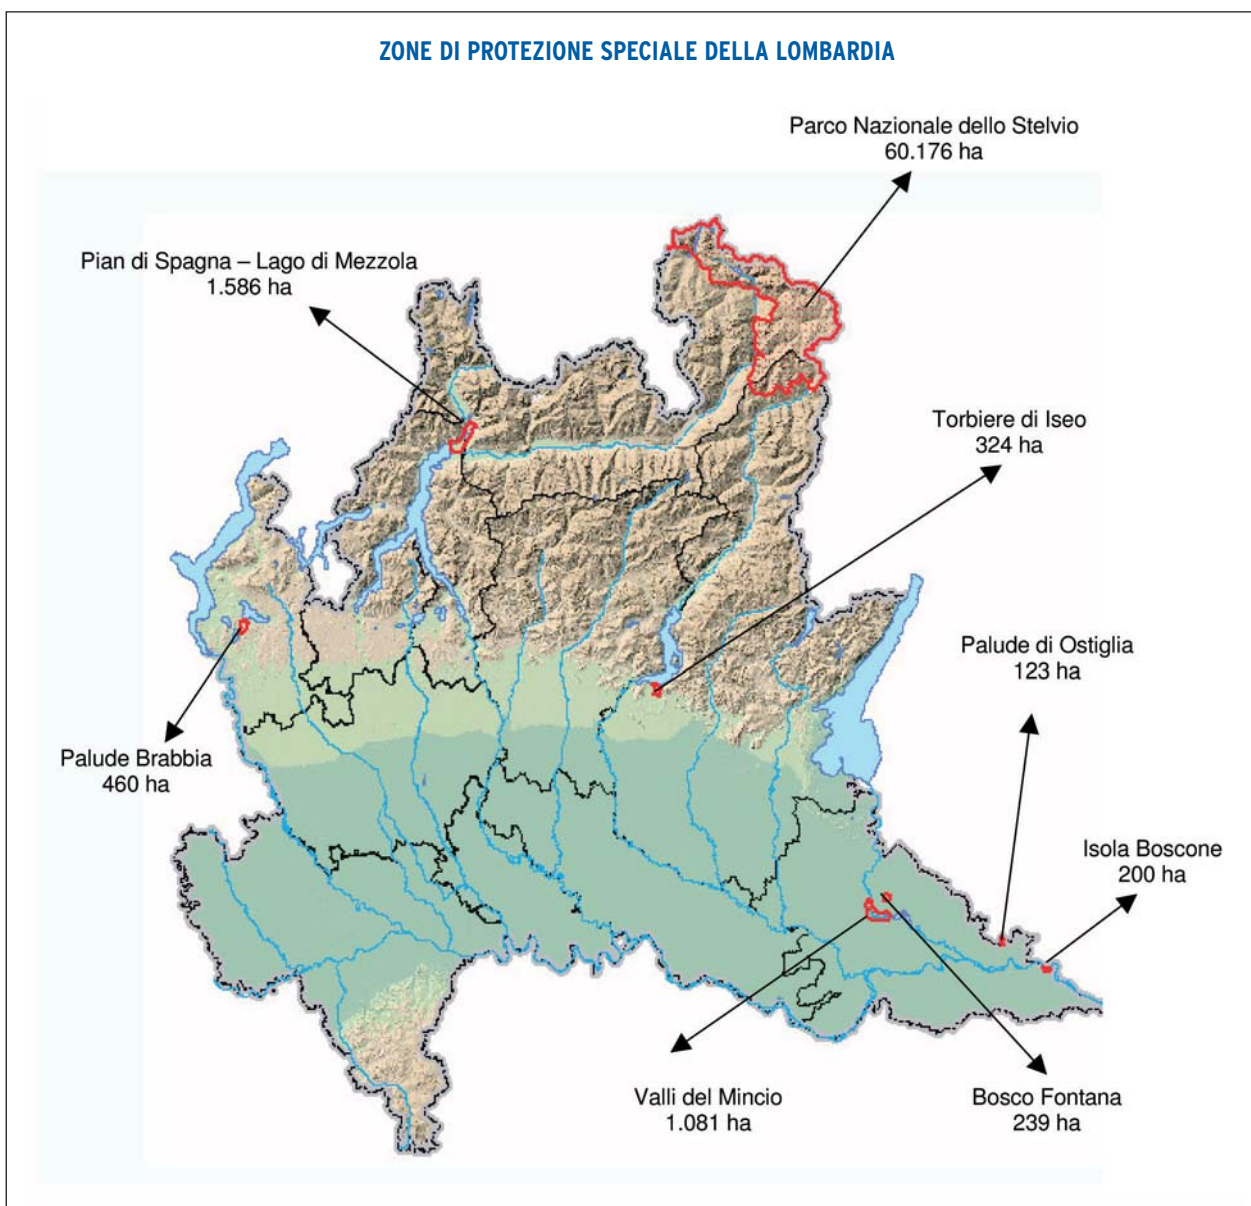 ZONE DI PROTEZIONE SPECIALE DELLA LOMBARDIA
Parco Nazionale dello Stelvio
60.176 ha
Pian di Spagna – Lago di Mezzola
1.586 ha
Torbiere di Iseo
324 ha
Palude di Ostiglia
123 ha
Palude Brabbia
460 ha
Isola Boscone
200 ha
Valli del Mincio
1.081 ha
Bosco Fontana
239 ha